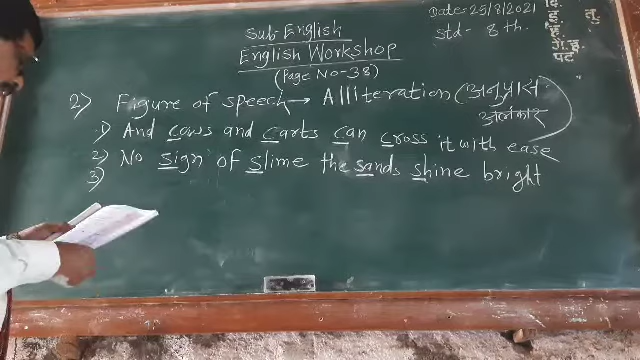 Sub-English
English Workshop
(Page No-38)
Date:-25/8/2021
std- 8th.
2) Figure of speech → Alliteration (अनुप्रास
अलंकार)
1) And cows and carts can cross it with ease
2) No sign of slime the sands shine bright
3)
इ.
ह.
पट
तु